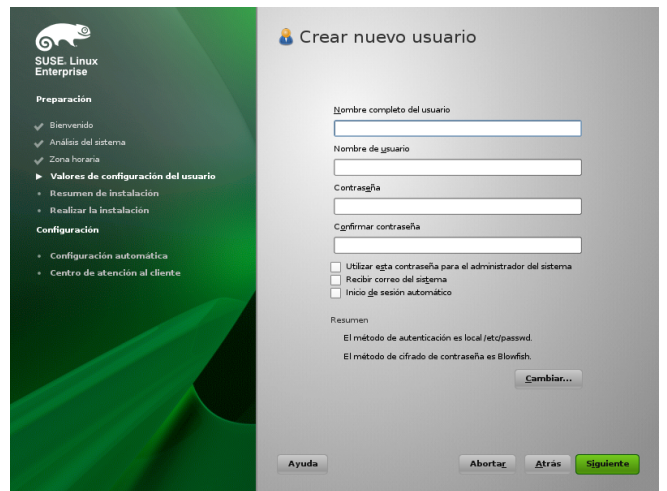 SUSE. Linux
Enterprise
Preparación
Bienvenido
Análisis del sistema
Zona horaria
Valores de configuración del usuario
Resumen de instalación
Realizar la instalación
Configuración
Configuración automática
Centro de atención al cliente
Crear nuevo usuario
Nombre completo del usuario
Nombre de usuario
Contraseña
Confirmar contraseña
Utilizar esta contraseña para el administrador del sistema
Recibir correo del sistema
Inicio de sesión automático
Resumen
El método de autenticación es local /etc/passwd.
El método de cifrado de contraseña es Blowfish.
Cambiar...
Ayuda
Abortar
Atrás
Siguiente